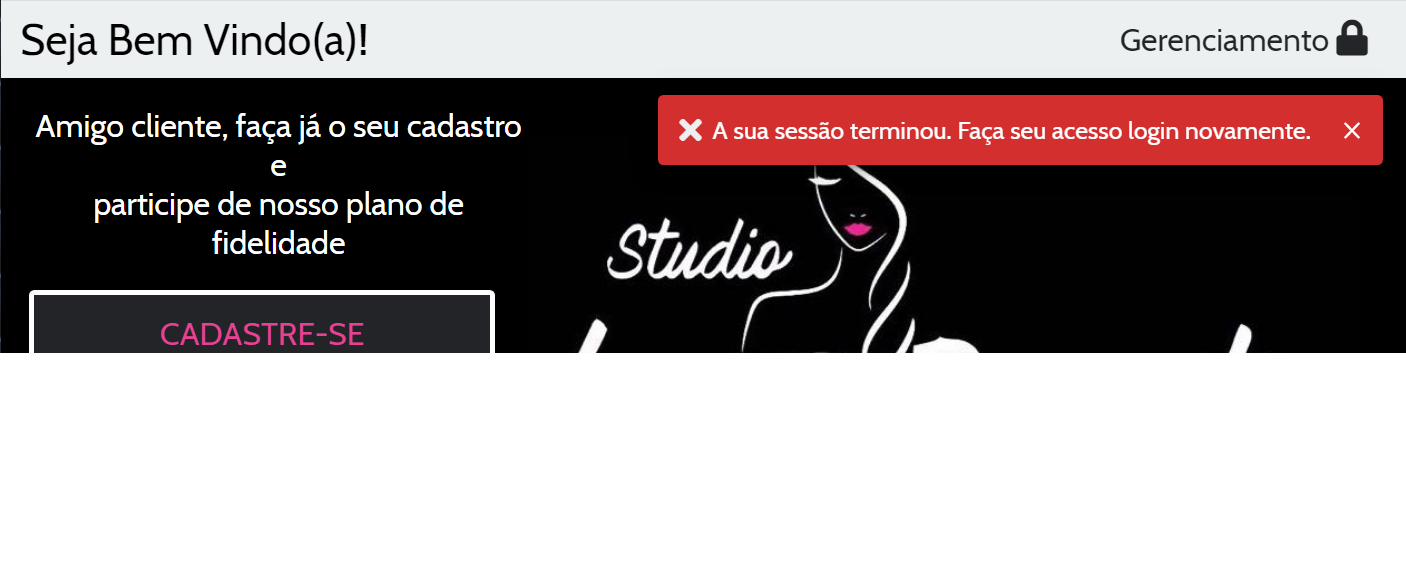 Seja Bem Vindo(a)!
Gerenciamento
A sua sessão terminou. Faça seu acesso login novamente.
Amigo cliente, faça já o seu cadastro
e
participe de nosso plano de
fidelidade
Studio
CADASTRE-SE